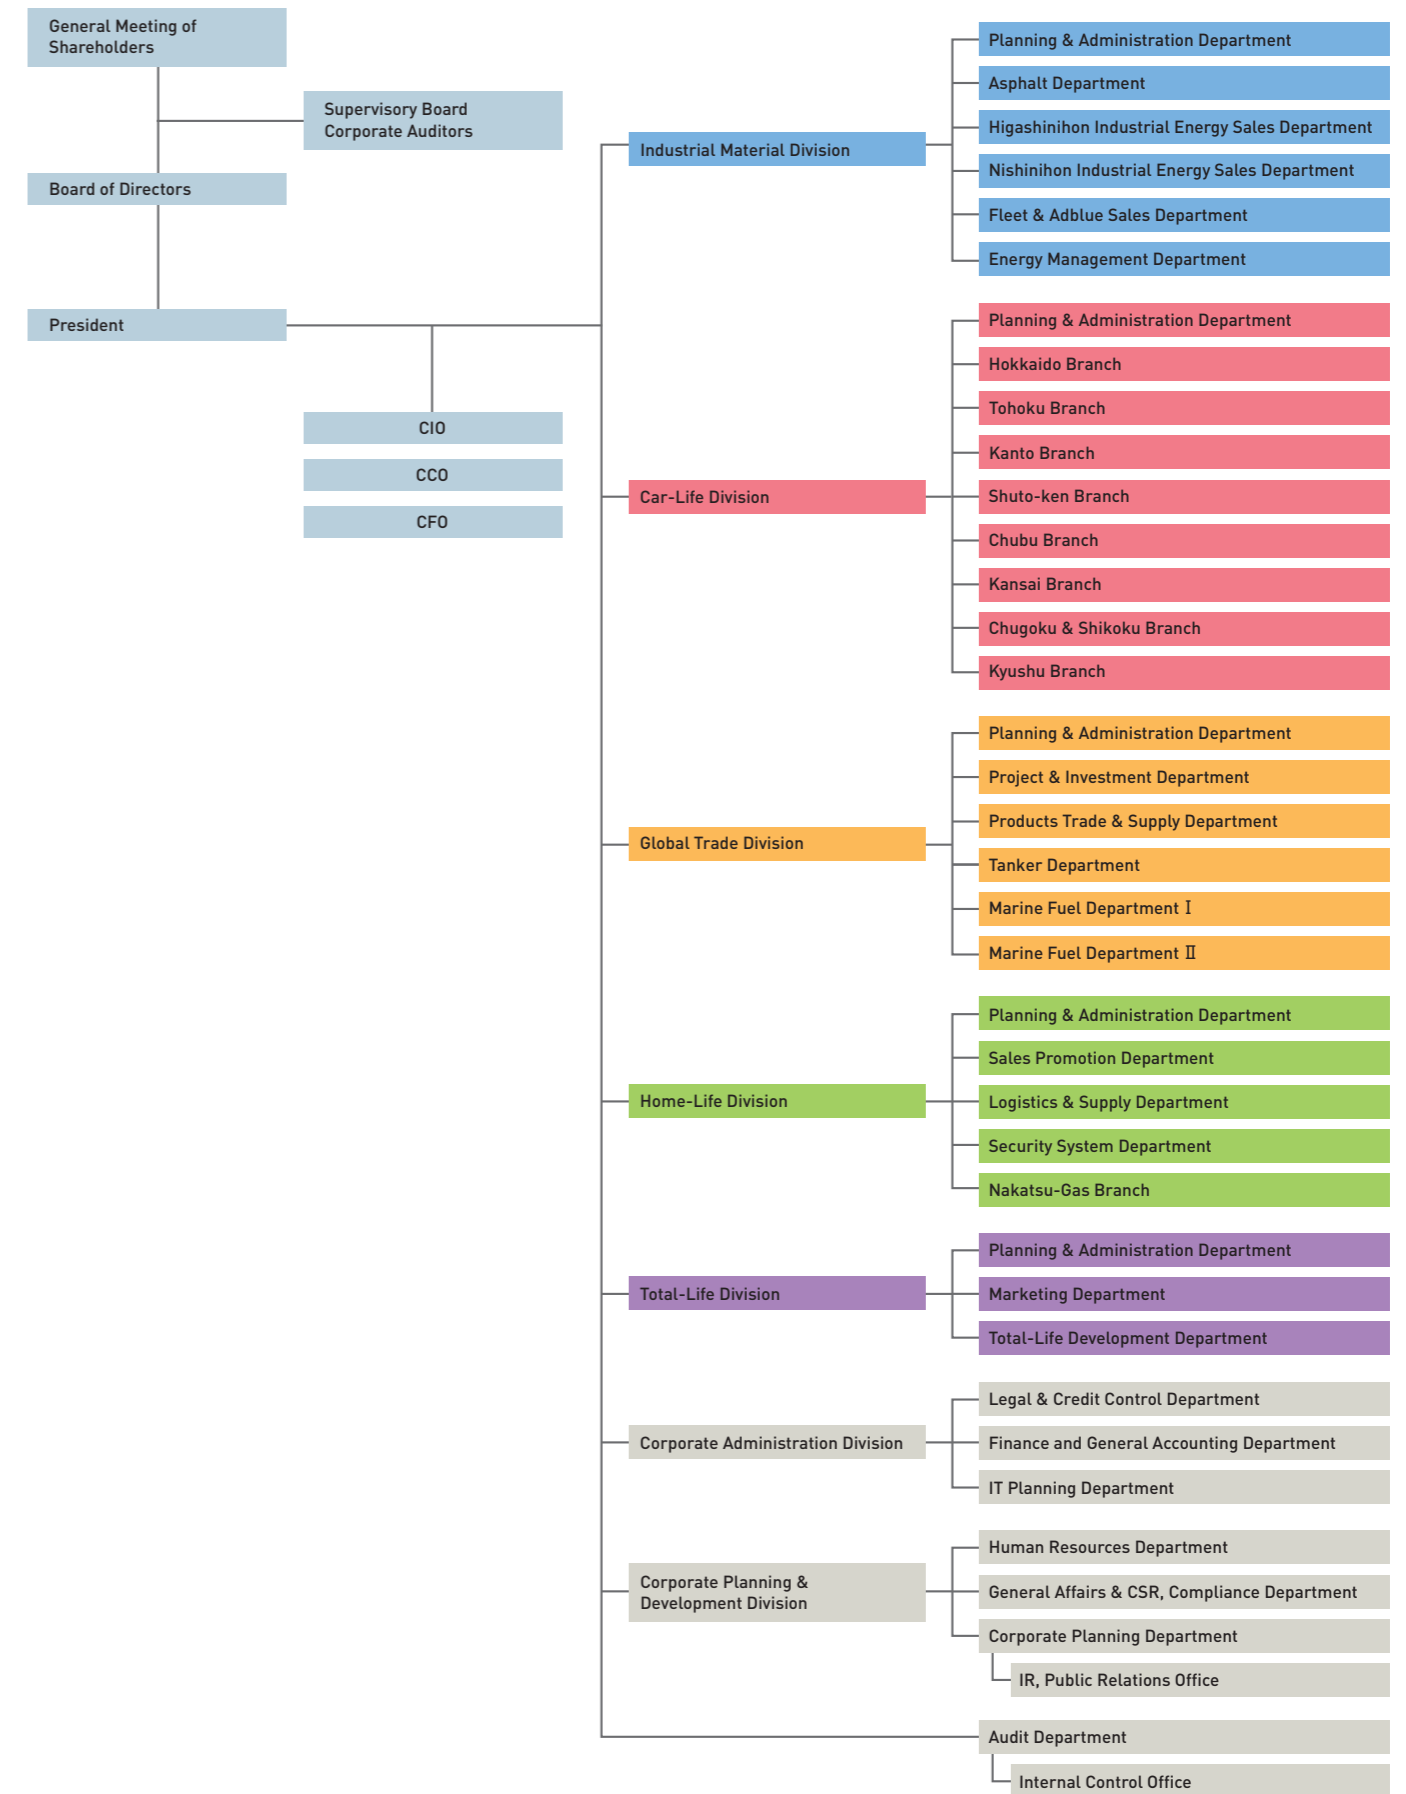 General Meeting of
Shareholders
Supervisory Board
Corporate Auditors
Board of Directors
President
CIO
CCO
CFO
Industrial Material Division
Planning & Administration Department
Asphalt Department
Higashinihon Industrial Energy Sales Department
Nishinihon Industrial Energy Sales Department
Fleet & Adblue Sales Department
Energy Management Department
Car-Life Division
Planning & Administration Department
Hokkaido Branch
Tohoku Branch
Kanto Branch
Shuto-ken Branch
Chubu Branch
Kansai Branch
Chugoku & Shikoku Branch
Kyushu Branch
Global Trade Division
Planning & Administration Department
Project & Investment Department
Products Trade & Supply Department
Tanker Department
Marine Fuel Department Ⅰ
Marine Fuel Department Ⅱ
Home-Life Division
Planning & Administration Department
Sales Promotion Department
Logistics & Supply Department
Security System Department
Nakatsu-Gas Branch
Total-Life Division
Planning & Administration Department
Marketing Department
Total-Life Development Department
Corporate Administration Division
Legal & Credit Control Department
Finance and General Accounting Department
IT Planning Department
Corporate Planning &
Development Division
Human Resources Department
General Affairs & CSR, Compliance Department
Corporate Planning Department
IR, Public Relations Office
Audit Department
Internal Control Office